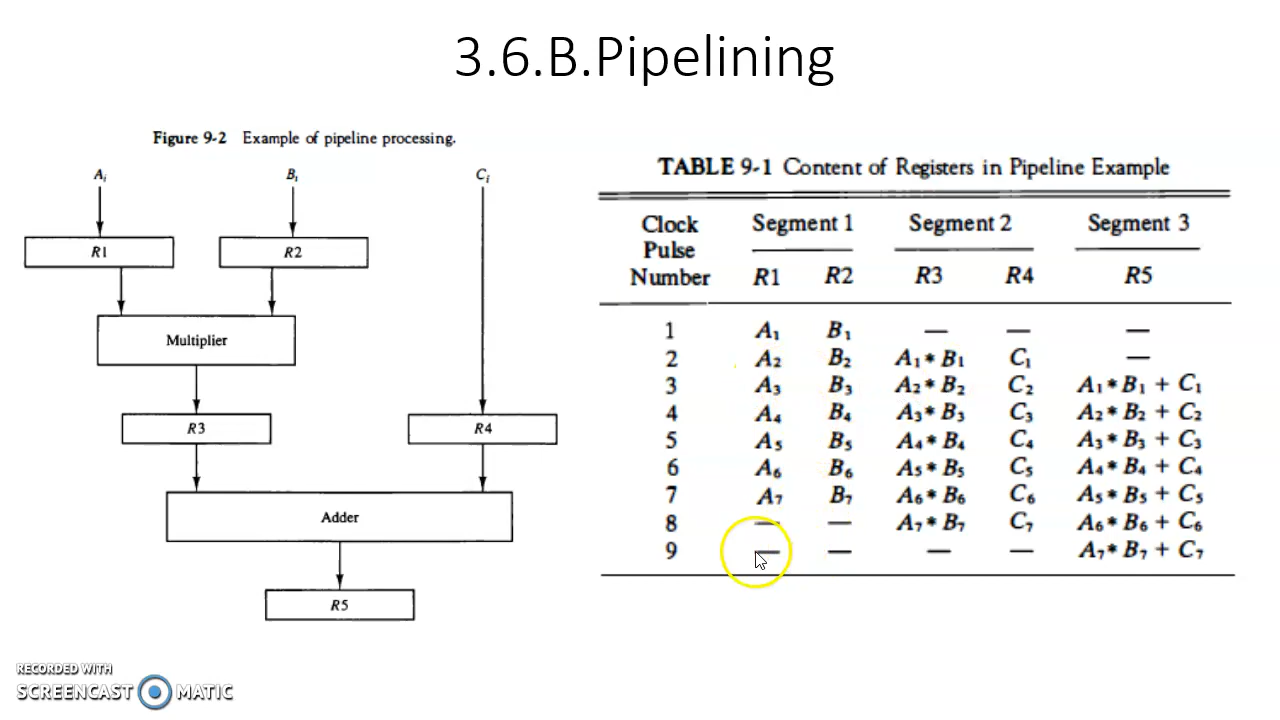 3.6.B.Pipelining
Figure 9-2 Example of pipeline processing.
Ai Bi Ci
R1 R2
Multiplier
R3 R4
Adder
R5
TABLE 9-1 Content of Registers in Pipeline Example
Clock Pulse Number Segment 1 Segment 2 Segment 3
R1 R2 R3 R4 R5
1 A1 B1 — — —
2 A2 B2 A1 * B1 C1 —
3 A3 B3 A2 * B2 C2 A1 * B1 + C1
4 A4 B4 A3 * B3 C3 A2 * B2 + C2
5 A5 B5 A4 * B4 C4 A3 * B3 + C3
6 A6 B6 A5 * B5 C5 A4 * B4 + C4
7 A7 B7 A6 * B6 C6 A5 * B5 + C5
8 — — A7 * B7 C7 A6 * B6 + C6
9 — — — — A7 * B7 + C7
RECORDED WITH
SCREENCAST MATIC